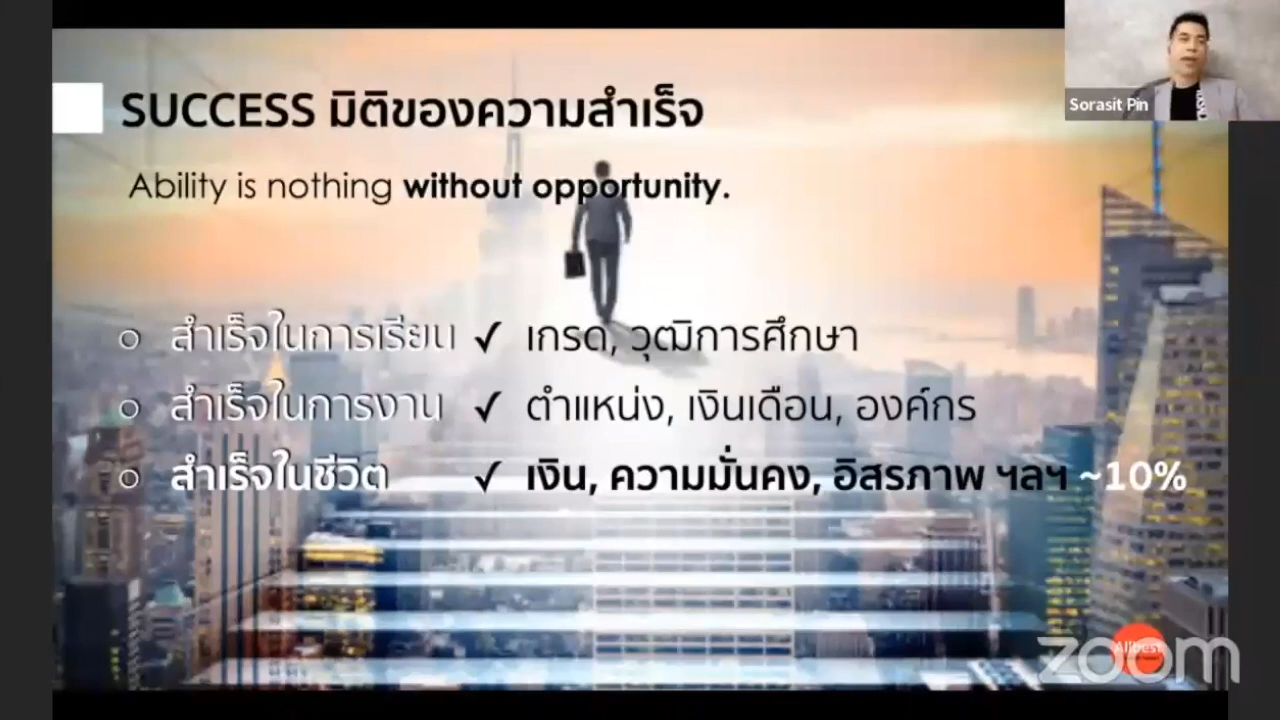 SUCCESS มิติของความสำเร็จ
Sorasit Pin
Ability is nothing without opportunity.
○ สำเร็จในการเรียน ✓ เกรด, วุฒิการศึกษา
○ สำเร็จในการงาน ✓ ตำแหน่ง, เงินเดือน, องค์กร
○ สำเร็จในชีวิต ✓ เงิน, ความมั่นคง, อิสรภาพ ฯลฯ ~10%
Allbest
zoom